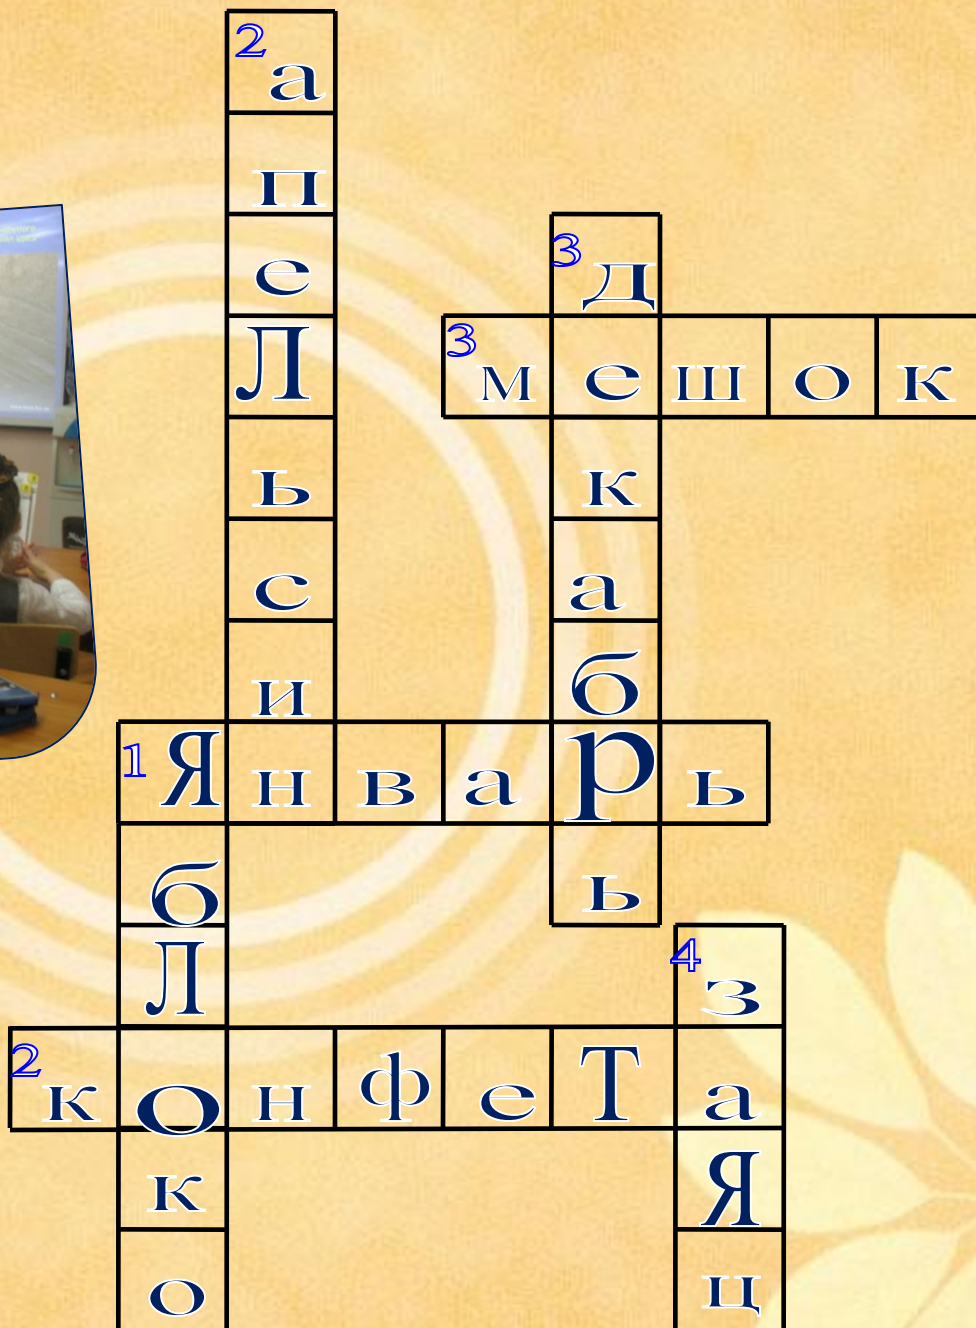 2 апеЛьсин
3 декабРь
3 мешок
1 Январь
Яблоко
2 конфеТа
4 заЯц